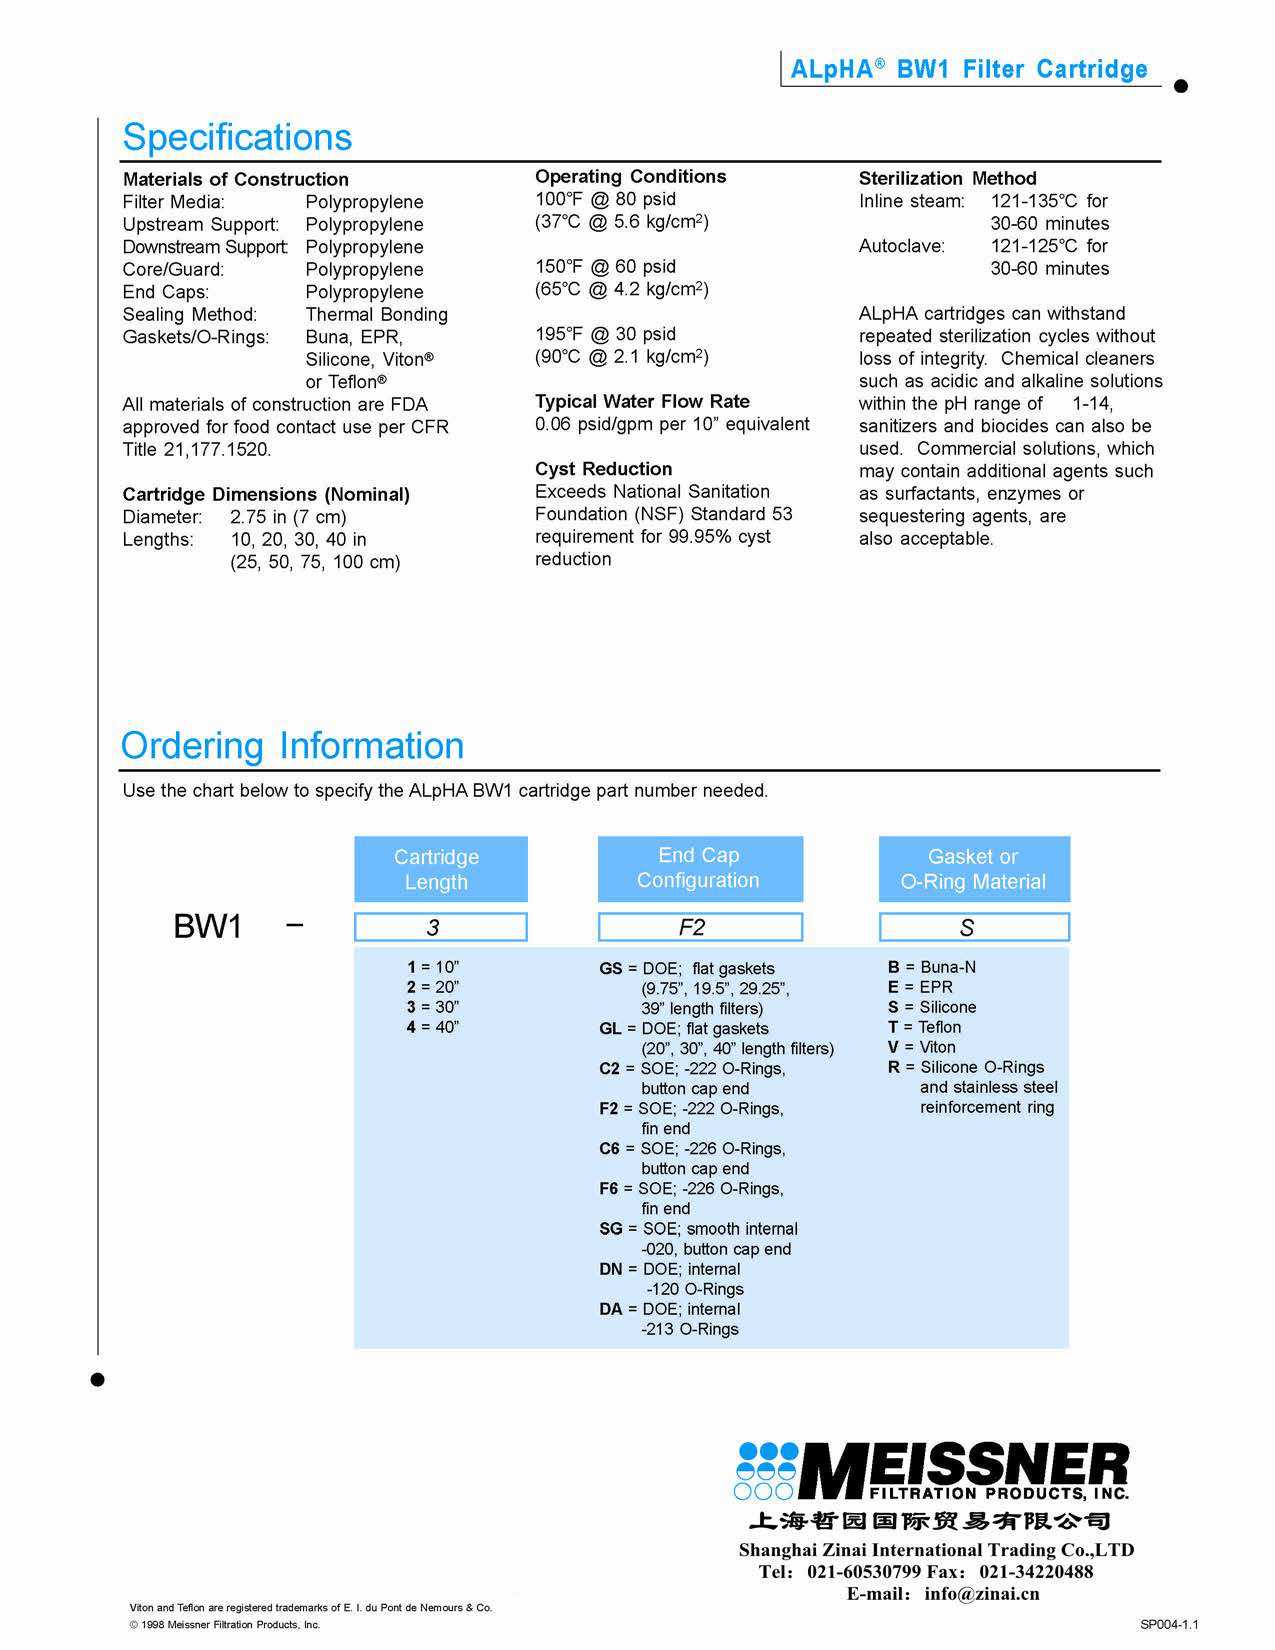 ALpHA® BW1 Filter Cartridge
Specifications
Materials of Construction
Filter Media: Polypropylene
Upstream Support: Polypropylene
Downstream Support: Polypropylene
Core/Guard: Polypropylene
End Caps: Polypropylene
Sealing Method: Thermal Bonding
Gaskets/O-Rings: Buna, EPR,
Silicone, Viton®
or Teflon®
All materials of construction are FDA
approved for food contact use per CFR
Title 21,177.1520.
Cartridge Dimensions (Nominal)
Diameter: 2.75 in (7 cm)
Lengths: 10, 20, 30, 40 in
(25, 50, 75, 100 cm)
Operating Conditions
100°F @ 80 psid
(37°C @ 5.6 kg/cm²)
150°F @ 60 psid
(65°C @ 4.2 kg/cm²)
195°F @ 30 psid
(90°C @ 2.1 kg/cm²)
Typical Water Flow Rate
0.06 psid/gpm per 10” equivalent
Cyst Reduction
Exceeds National Sanitation
Foundation (NSF) Standard 53
requirement for 99.95% cyst
reduction
Sterilization Method
Inline steam: 121-135°C for
30-60 minutes
Autoclave: 121-125°C for
30-60 minutes
ALpHA cartridges can withstand
repeated sterilization cycles without
loss of integrity. Chemical cleaners
such as acidic and alkaline solutions
within the pH range of 1-14,
sanitizers and biocides can also be
used. Commercial solutions, which
may contain additional agents such
as surfactants, enzymes or
sequestering agents, are
also acceptable.
Ordering Information
Use the chart below to specify the ALpHA BW1 cartridge part number needed.
Cartridge
Length
End Cap
Configuration
Gasket or
O-Ring Material
BW1 – 3 F2 S
1 = 10”
2 = 20”
3 = 30”
4 = 40”
GS = DOE; flat gaskets
(9.75”, 19.5”, 29.25”,
39” length filters)
GL = DOE; flat gaskets
(20”, 30”, 40” length filters)
C2 = SOE; -222 O-Rings,
button cap end
F2 = SOE; -222 O-Rings,
fin end
C6 = SOE; -226 O-Rings,
button cap end
F6 = SOE; -226 O-Rings,
fin end
SG = SOE; smooth internal
-020, button cap end
DN = DOE; internal
-120 O-Rings
DA = DOE; internal
-213 O-Rings
B = Buna-N
E = EPR
S = Silicone
T = Teflon
V = Viton
R = Silicone O-Rings
and stainless steel
reinforcement ring
MEISSNER
FILTRATION PRODUCTS, INC.
上海哲园国际贸易有限公司
Shanghai Zinai International Trading Co.,LTD
Tel：021-60530799 Fax：021-34220488
E-mail：info@zinai.cn
Viton and Teflon are registered trademarks of E. I. du Pont de Nemours & Co.
© 1998 Meissner Filtration Products, Inc.
SP004-1.1